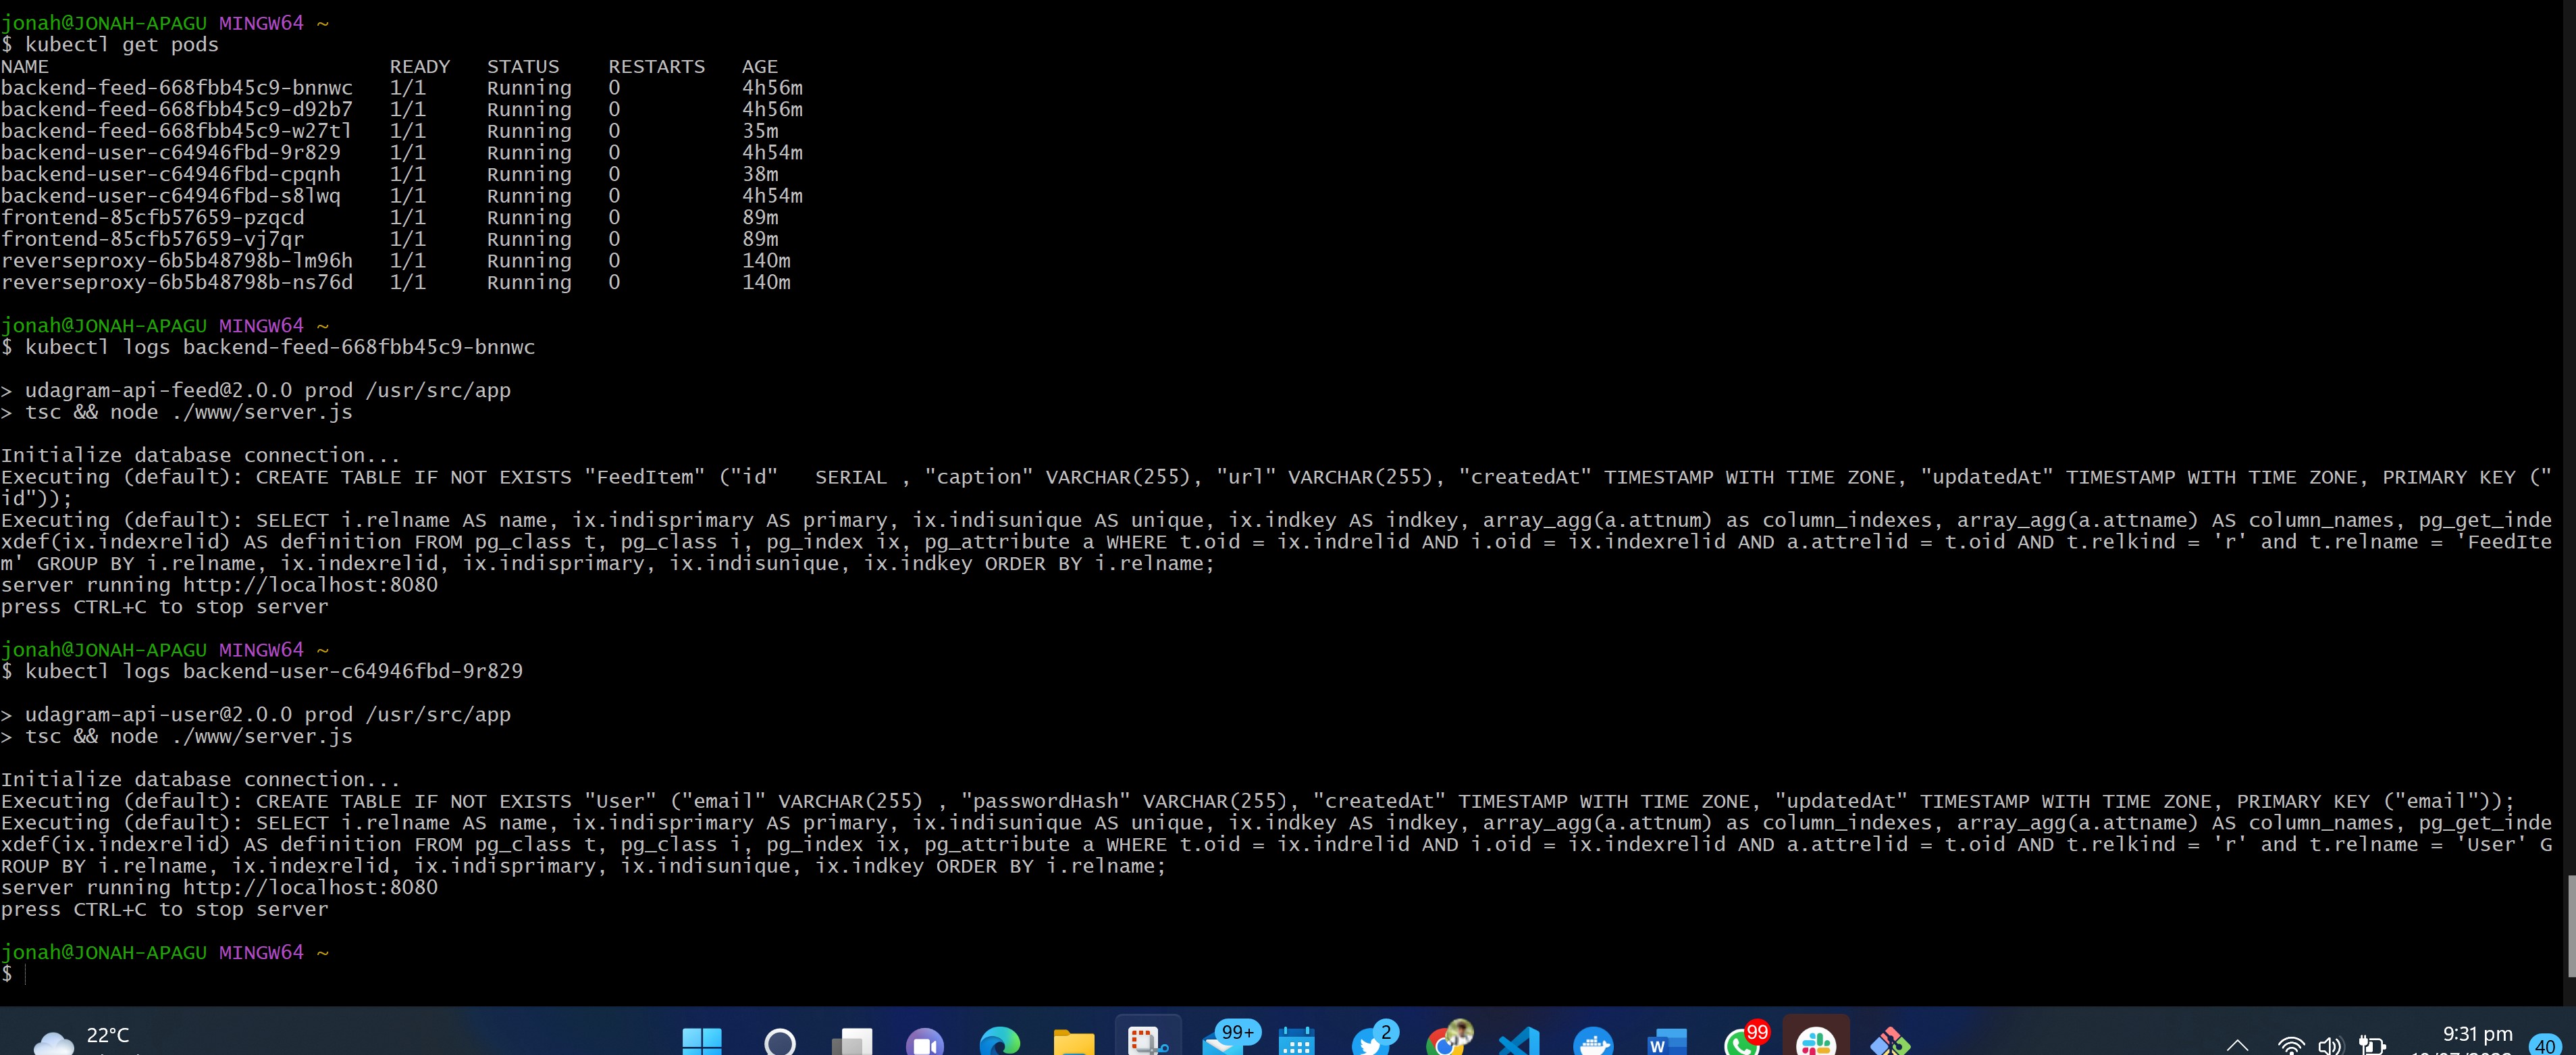 jonah@JONAH-APAGU MINGW64 ~
$ kubectl get pods
NAME                            READY   STATUS    RESTARTS   AGE
backend-feed-668fbb45c9-bnnwc   1/1     Running   0          4h56m
backend-feed-668fbb45c9-d92b7   1/1     Running   0          4h56m
backend-feed-668fbb45c9-w27tl   1/1     Running   0          35m
backend-user-c64946fbd-9r829    1/1     Running   0          4h54m
backend-user-c64946fbd-cpqnh    1/1     Running   0          38m
backend-user-c64946fbd-s8lwq    1/1     Running   0          4h54m
frontend-85cfb57659-pzqcd       1/1     Running   0          89m
frontend-85cfb57659-vj7qr       1/1     Running   0          89m
reverseproxy-6b5b48798b-lm96h   1/1     Running   0          140m
reverseproxy-6b5b48798b-ns76d   1/1     Running   0          140m
jonah@JONAH-APAGU MINGW64 ~
$ kubectl logs backend-feed-668fbb45c9-bnnwc
> udagram-api-feed@2.0.0 prod /usr/src/app
> tsc && node ./www/server.js
Initialize database connection...
Executing (default): CREATE TABLE IF NOT EXISTS "FeedItem" ("id"   SERIAL , "caption" VARCHAR(255), "url" VARCHAR(255), "createdAt" TIMESTAMP WITH TIME ZONE, "updatedAt" TIMESTAMP WITH TIME ZONE, PRIMARY KEY ("
id"));
Executing (default): SELECT i.relname AS name, ix.indisprimary AS primary, ix.indisunique AS unique, ix.indkey AS indkey, array_agg(a.attnum) as column_indexes, array_agg(a.attname) AS column_names, pg_get_inde
xdef(ix.indexrelid) AS definition FROM pg_class t, pg_class i, pg_index ix, pg_attribute a WHERE t.oid = ix.indrelid AND i.oid = ix.indexrelid AND a.attrelid = t.oid AND t.relkind = 'r' and t.relname = 'FeedIte
m' GROUP BY i.relname, ix.indexrelid, ix.indisprimary, ix.indisunique, ix.indkey ORDER BY i.relname;
server running http://localhost:8080
press CTRL+C to stop server
jonah@JONAH-APAGU MINGW64 ~
$ kubectl logs backend-user-c64946fbd-9r829
> udagram-api-user@2.0.0 prod /usr/src/app
> tsc && node ./www/server.js
Initialize database connection...
Executing (default): CREATE TABLE IF NOT EXISTS "User" ("email" VARCHAR(255) , "passwordHash" VARCHAR(255), "createdAt" TIMESTAMP WITH TIME ZONE, "updatedAt" TIMESTAMP WITH TIME ZONE, PRIMARY KEY ("email"));
Executing (default): SELECT i.relname AS name, ix.indisprimary AS primary, ix.indisunique AS unique, ix.indkey AS indkey, array_agg(a.attnum) as column_indexes, array_agg(a.attname) AS column_names, pg_get_inde
xdef(ix.indexrelid) AS definition FROM pg_class t, pg_class i, pg_index ix, pg_attribute a WHERE t.oid = ix.indrelid AND i.oid = ix.indexrelid AND a.attrelid = t.oid AND t.relkind = 'r' and t.relname = 'User' G
ROUP BY i.relname, ix.indexrelid, ix.indisprimary, ix.indisunique, ix.indkey ORDER BY i.relname;
server running http://localhost:8080
press CTRL+C to stop server
jonah@JONAH-APAGU MINGW64 ~
$
22°C
99+
2
W
99
9:31 pm
40